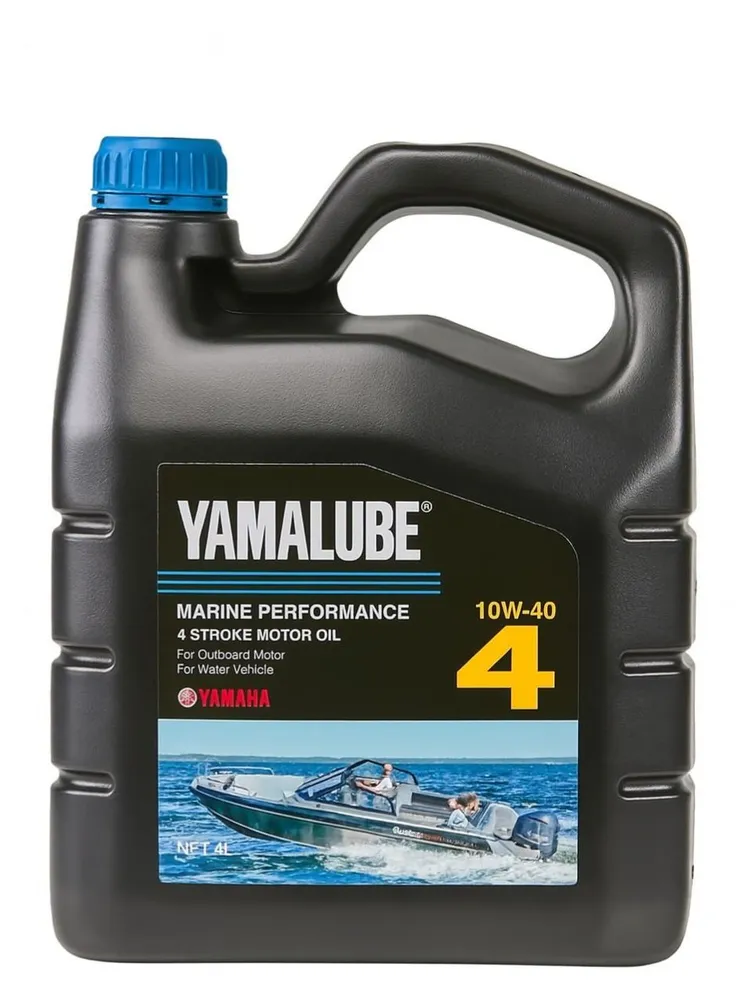 YAMALUBE®
MARINE PERFORMANCE
4 STROKE MOTOR OIL
For Outboard Motor
For Water Vehicle
YAMAHA
10W-40
4
NET 4L